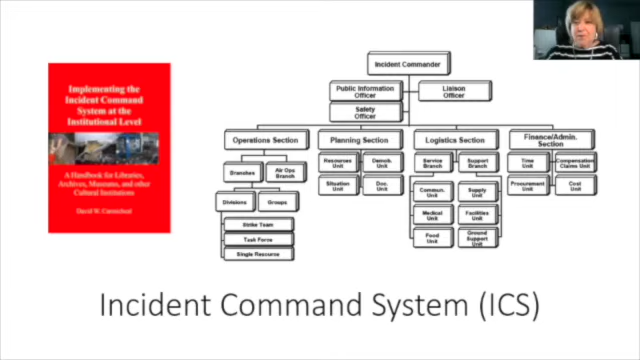 Implementing the
Incident Command
System at the
Institutional Level
A Handbook for Libraries,
Archives, Museums, and other
Cultural Institutions
David W. Carmicheal
Incident Commander
Public Information
Officer
Liaison
Officer
Safety
Officer
Operations Section
Branches
Air Ops
Branch
Divisions
Groups
Strike Team
Task Force
Single Resource
Planning Section
Resources
Unit
Demob.
Unit
Situation
Unit
Doc.
Unit
Logistics Section
Service
Branch
Support
Branch
Commun.
Unit
Supply
Unit
Medical
Unit
Facilities
Unit
Food
Unit
Ground
Support
Unit
Finance/Admin.
Section
Time
Unit
Compensation
Claims Unit
Procurement
Unit
Cost
Unit
Incident Command System (ICS)